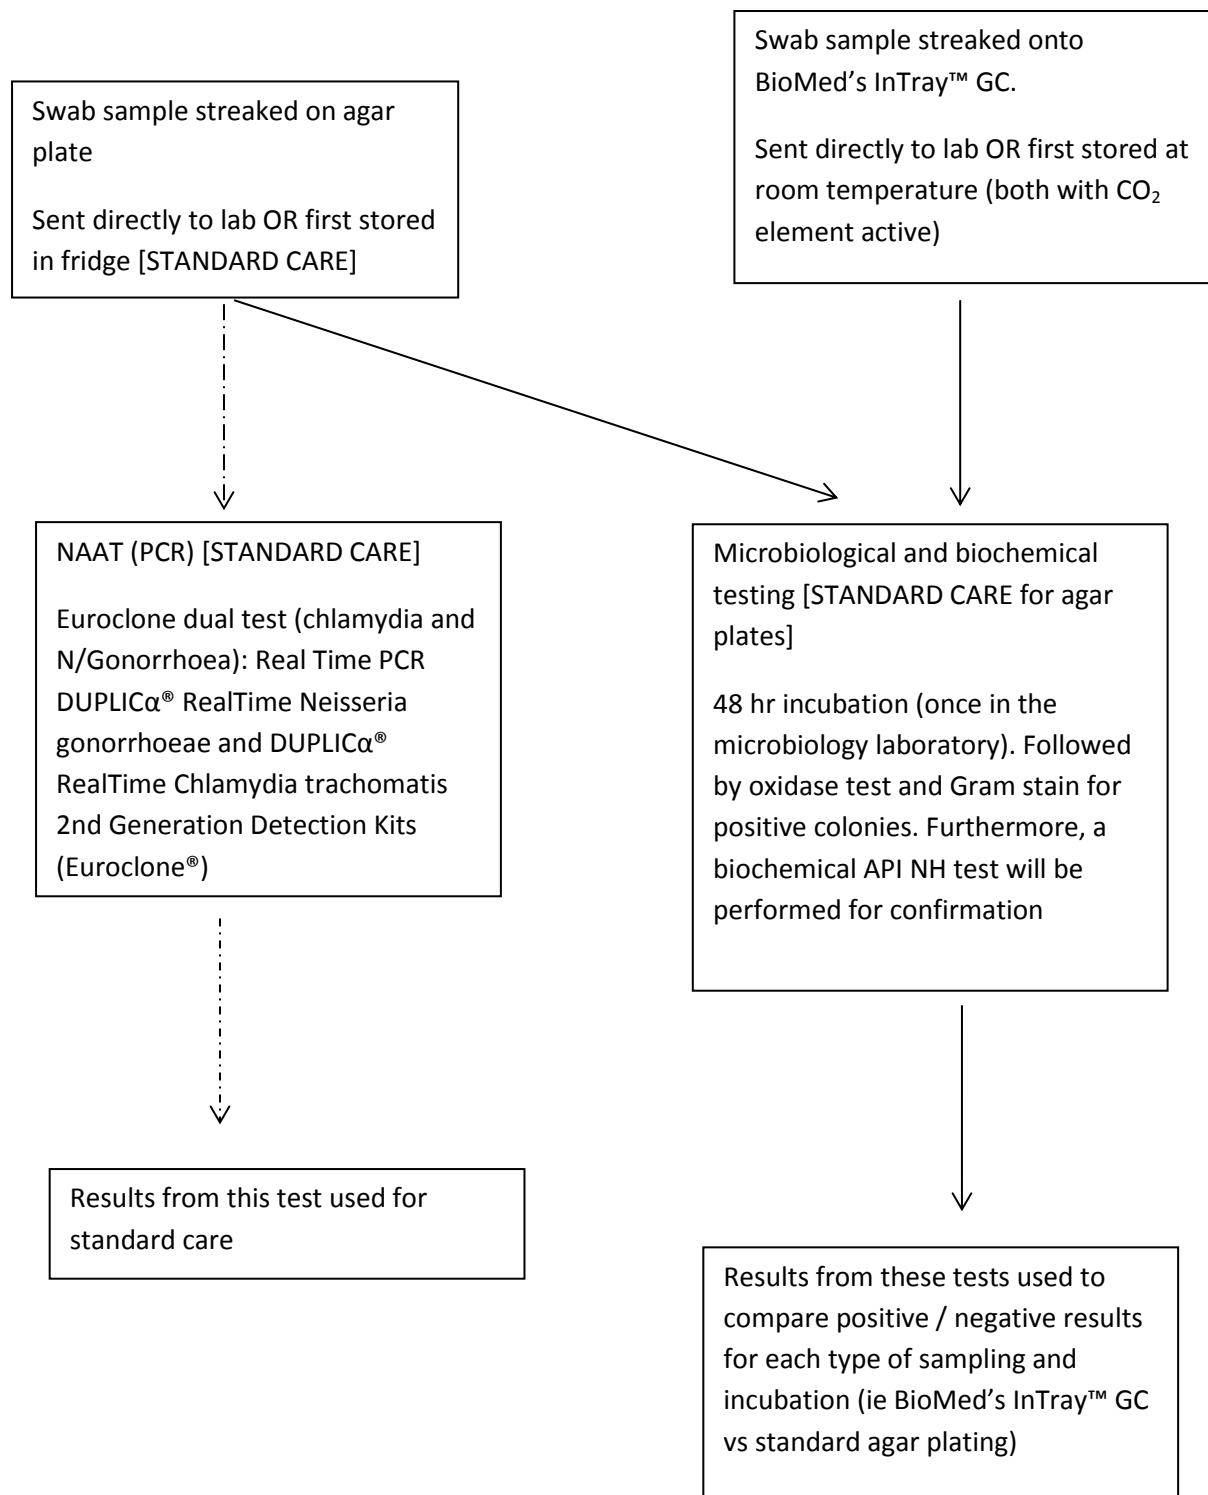 Swab sample streaked on agar
plate
Sent directly to lab OR first stored
in fridge [STANDARD CARE]
Swab sample streaked onto
BioMed’s InTray™ GC.
Sent directly to lab OR first stored at
room temperature (both with CO₂
element active)
NAAT (PCR) [STANDARD CARE]
Euroclone dual test (chlamydia and
N/Gonorrhoea): Real Time PCR
DUPLICα® RealTime Neisseria
gonorrhoeae and DUPLICα®
RealTime Chlamydia trachomatis
2nd Generation Detection Kits
(Euroclone®)
Microbiological and biochemical
testing [STANDARD CARE for agar
plates]
48 hr incubation (once in the
microbiology laboratory). Followed
by oxidase test and Gram stain for
positive colonies. Furthermore, a
biochemical API NH test will be
performed for confirmation
Results from this test used for
standard care
Results from these tests used to
compare positive / negative results
for each type of sampling and
incubation (ie BioMed’s InTray™ GC
vs standard agar plating)